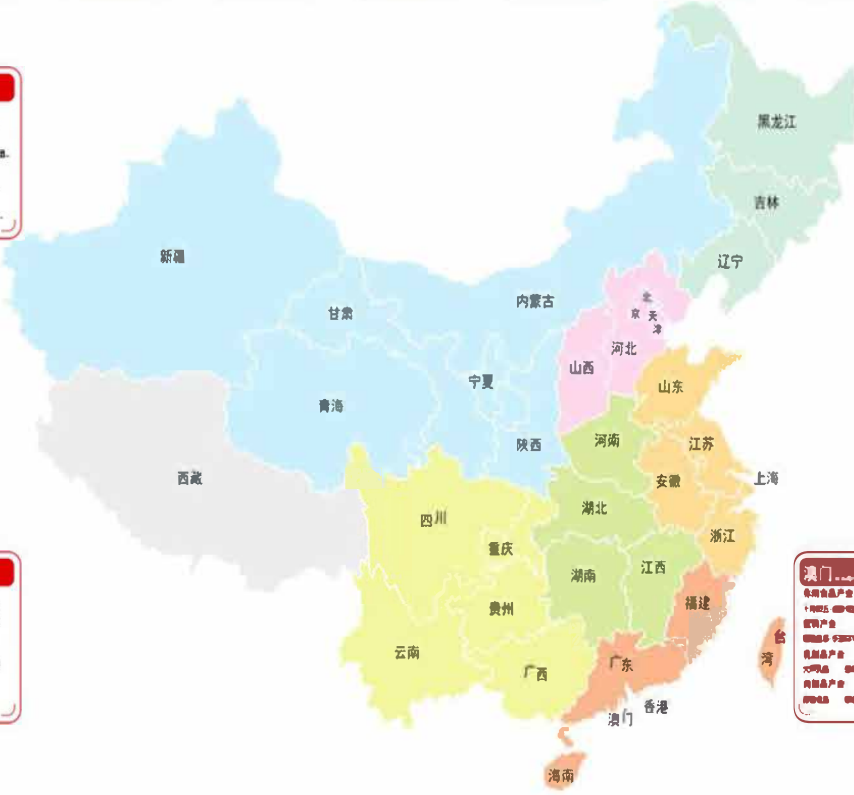 黑龙江
吉林
辽宁
新疆
内蒙古
甘肃
北
京 天
津
河北
山西
宁夏
山东
青海
陕西
河南
江苏
西藏
安徽
上海
四川
湖北
浙江
重庆
澳门
江西
湖南
福建
贵州
台
湾
云南
广东
广西
香港
澳门
海南